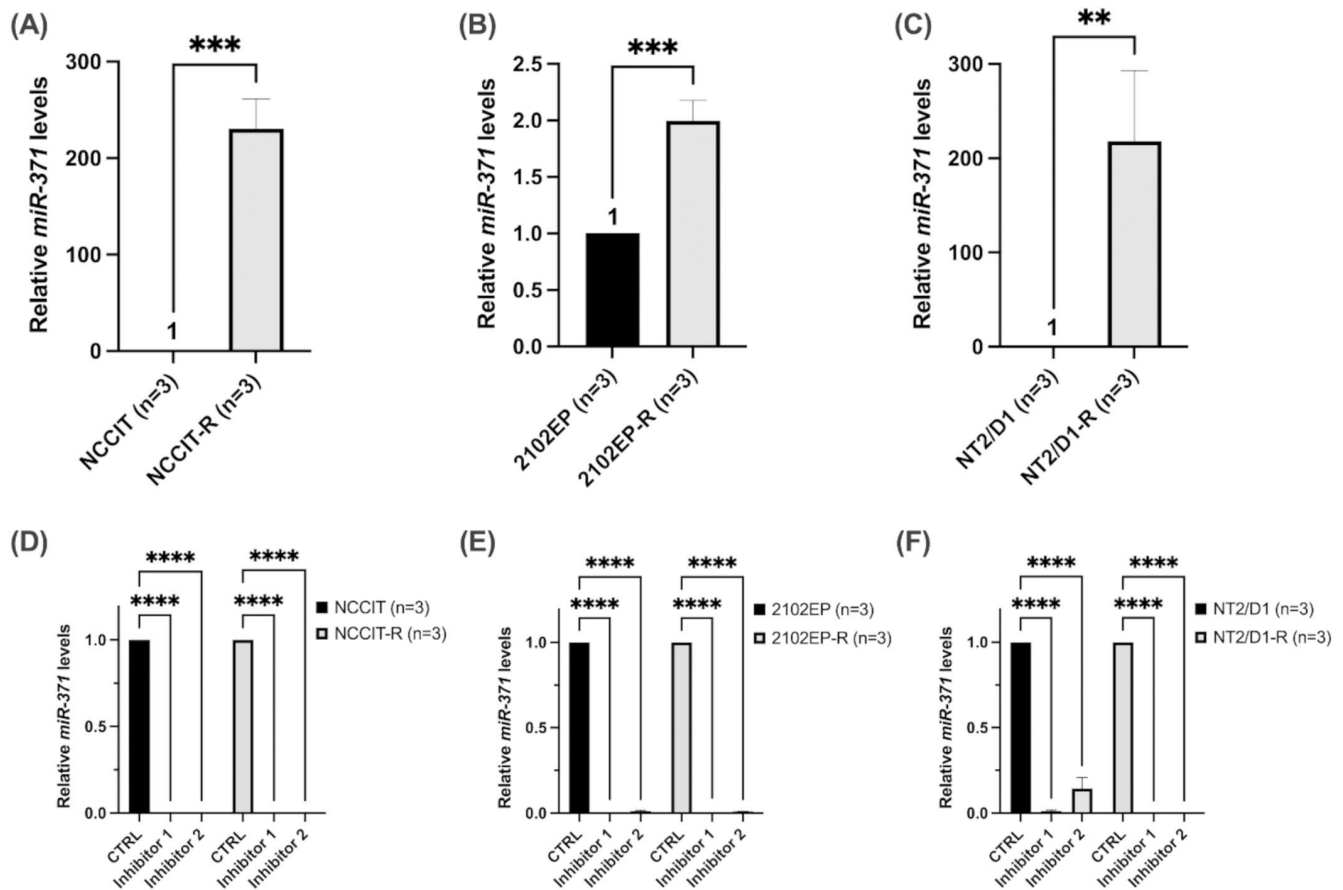 (A)
***
Relative miR-371 levels
300
200
100
0
1
NCCIT (n=3)
NCCIT-R (n=3)
(B)
***
Relative miR-371 levels
2.5
2.0
1.5
1.0
0.5
0.0
1
2102EP (n=3)
2102EP-R (n=3)
(C)
**
Relative miR-371 levels
300
200
100
0
1
NT2/D1 (n=3)
NT2/D1-R (n=3)
(D)
**** ****
**** ****
Relative miR-371 levels
1.0
0.5
0.0
CTRL
Inhibitor 1
Inhibitor 2
CTRL
Inhibitor 1
Inhibitor 2
NCCIT (n=3)
NCCIT-R (n=3)
(E)
**** ****
**** ****
Relative miR-371 levels
1.0
0.5
0.0
CTRL
Inhibitor 1
Inhibitor 2
CTRL
Inhibitor 1
Inhibitor 2
2102EP (n=3)
2102EP-R (n=3)
(F)
**** ****
**** ****
Relative miR-371 levels
1.0
0.5
0.0
CTRL
Inhibitor 1
Inhibitor 2
CTRL
Inhibitor 1
Inhibitor 2
NT2/D1 (n=3)
NT2/D1-R (n=3)